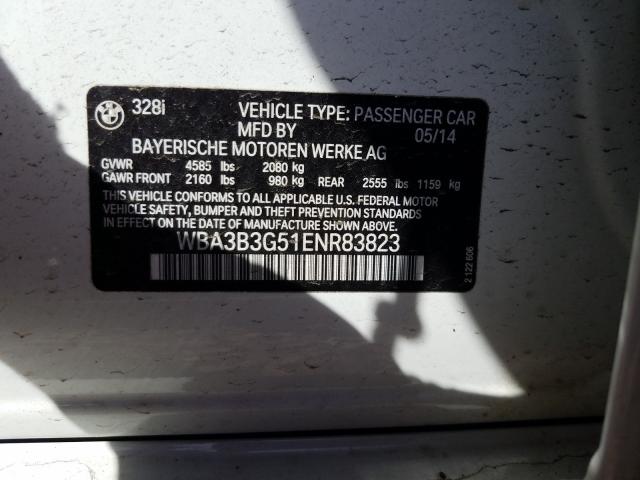 BMW
328i VEHICLE TYPE: PASSENGER CAR
MFD BY 05/14
BAYERISCHE MOTOREN WERKE AG
GVWR 4585 lbs 2080 kg
GAWR FRONT 2160 lbs 980 kg REAR 2555 lbs 1159 kg
THIS VEHICLE CONFORMS TO ALL APPLICABLE U.S. FEDERAL MOTOR
VEHICLE SAFETY, BUMPER AND THEFT PREVENTION STANDARDS
IN EFFECT ON THE DATE OF MANUFACTURE SHOWN ABOVE.
WBA3B3G51ENR83823
2 122 606